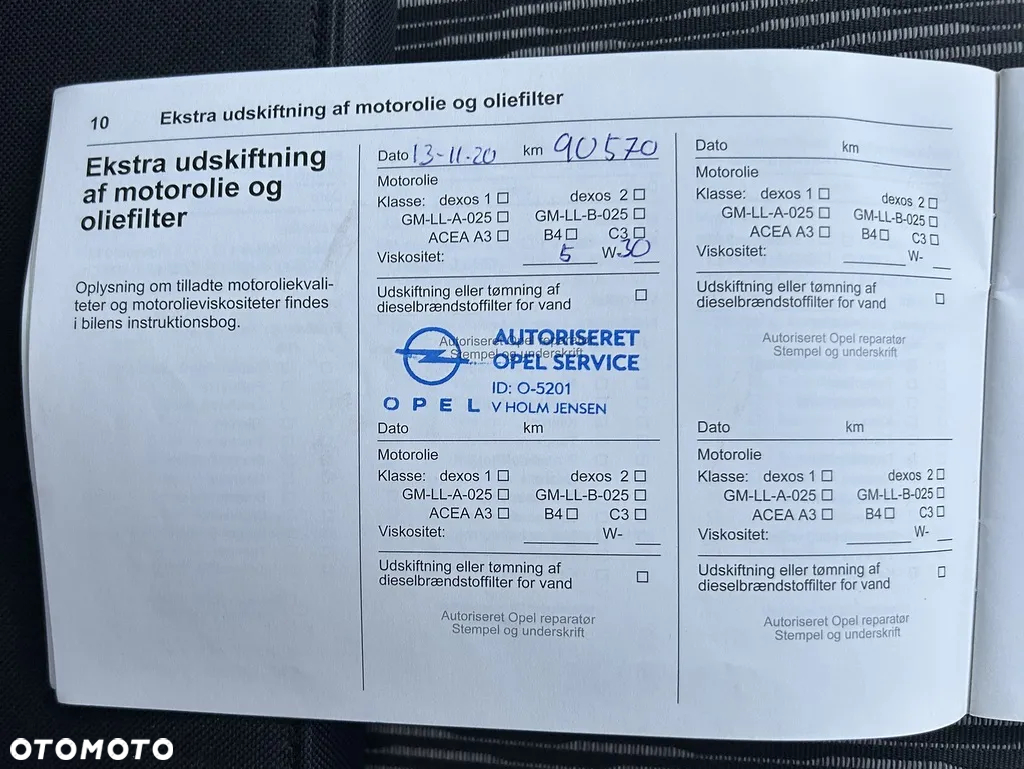 10 Ekstra udskiftning af motorolie og oliefilter
Ekstra udskiftning
af motorolie og
oliefilter
Oplysning om tilladte motoroliekvali-
teter og motorolieviskositeter findes
i bilens instruktionsbog.
Dato 13-11-20 km 90570
Motorolie
Klasse: dexos 1 ☐ dexos 2 ☐
GM-LL-A-025 ☐ GM-LL-B-025 ☐
ACEA A3 ☐ B4 ☐ C3 ☐
Viskositet: 5 W-30
Udskiftning eller tømning af
dieselbrændstoffilter for vand ☐
Autoriseret Opel reparatør
Stempel og underskrift
AUTORISERET
OPEL SERVICE
ID: O-5201
OPEL V HOLM JENSEN
Dato km
Motorolie
Klasse: dexos 1 ☐ dexos 2 ☐
GM-LL-A-025 ☐ GM-LL-B-025 ☐
ACEA A3 ☐ B4 ☐ C3 ☐
Viskositet: W-
Udskiftning eller tømning af
dieselbrændstoffilter for vand ☐
Autoriseret Opel reparatør
Stempel og underskrift
Dato km
Motorolie
Klasse: dexos 1 ☐ dexos 2 ☐
GM-LL-A-025 ☐ GM-LL-B-025 ☐
ACEA A3 ☐ B4 ☐ C3 ☐
Viskositet: W-
Udskiftning eller tømning af
dieselbrændstoffilter for vand ☐
Autoriseret Opel reparatør
Stempel og underskrift
Dato km
Motorolie
Klasse: dexos 1 ☐ dexos 2 ☐
GM-LL-A-025 ☐ GM-LL-B-025 ☐
ACEA A3 ☐ B4 ☐ C3 ☐
Viskositet: W-
Udskiftning eller tømning af
dieselbrændstoffilter for vand ☐
Autoriseret Opel reparatør
Stempel og underskrift
OTOMOTO